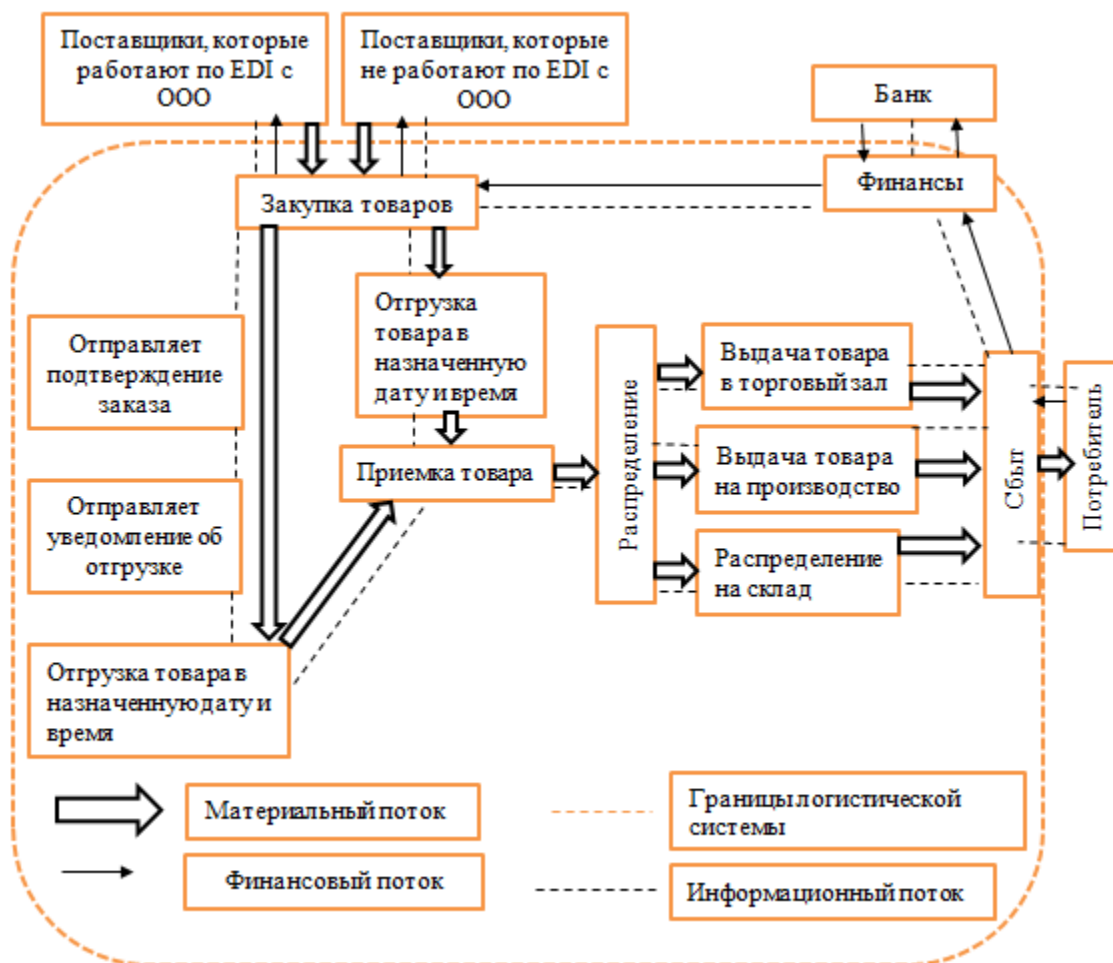 Поставщики, которые
работают по EDI с
ООО
Поставщики, которые
не работают по EDI с
ООО
Банк
Финансы
Закупка товаров
Отгрузка
товара в
назначенную
дату и время
Отправляет
подтверждение
заказа
Распределение
Выдача товара
в торговый зал
Сбыт
Потребитель
Приемка товара
Выдача товара
на производство
Отправляет
уведомление об
отгрузке
Распределение
на склад
Отгрузка товара в
назначенную дату и
время
Материальный поток
Границы логистической
системы
Финансовый поток
Информационный поток